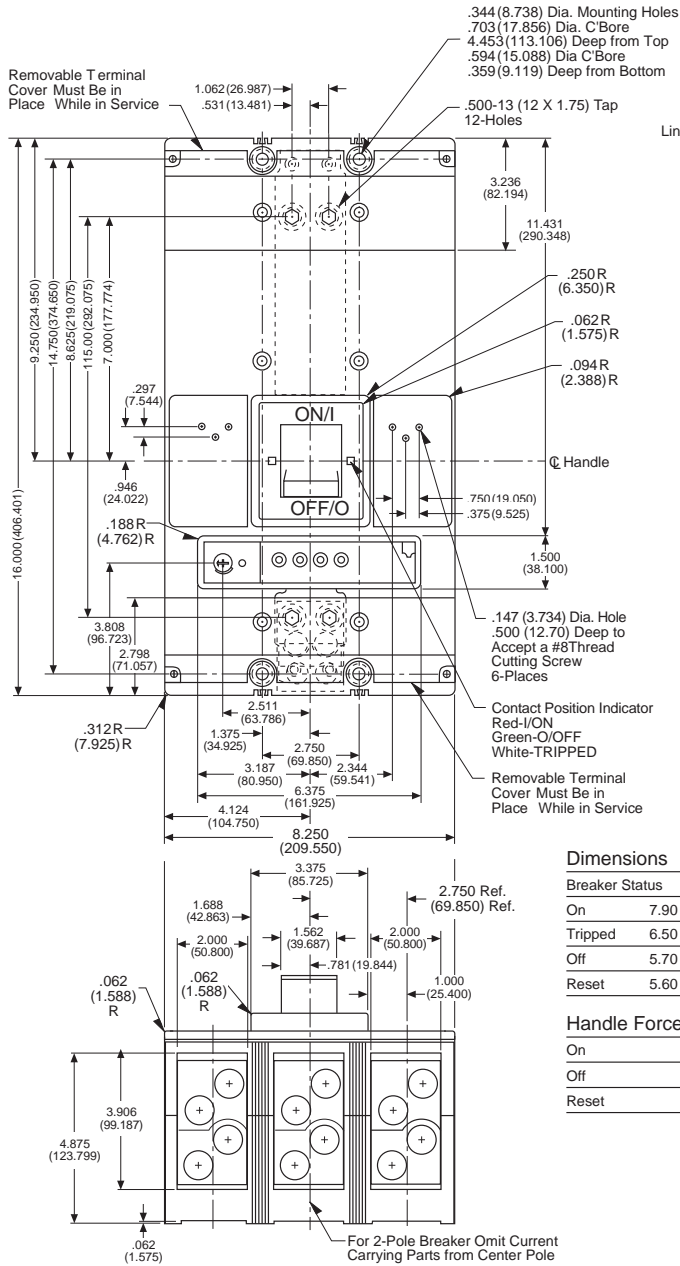 .344 (8.738) Dia. Mounting Holes
.703 (17.856) Dia. C'Bore
4.453 (113.106) Deep from Top
.594 (15.088) Dia C'Bore
.359 (9.119) Deep from Bottom
Removable Terminal
Cover Must Be in
Place While in Service
1.062 (26.987)
.531 (13.481)
.500-13 (12 X 1.75) Tap
12-Holes
Lin
3.236
(82.194)
11.431
(290.348)
.250 R
(6.350) R
.062 R
(1.575) R
.094 R
(2.388) R
16.000 (406.401)
9.250 (234.950)
14.750 (374.650)
8.625 (219.075)
115.00 (292.075)
7.000 (177.774)
.297
(7.544)
ON/I
OFF/O
℄ Handle
.946
(24.022)
.750 (19.050)
.375 (9.525)
.188 R
(4.762) R
1.500
(38.100)
3.808
(96.723)
2.798
(71.057)
.147 (3.734) Dia. Hole
.500 (12.70) Deep to
Accept a #8Thread
Cutting Screw
6-Places
.312 R
(7.925) R
2.511
(63.786)
1.375
(34.925)
2.750
(69.850)
3.187
(80.950)
2.344
(59.541)
6.375
(161.925)
4.124
(104.750)
8.250
(209.550)
Contact Position Indicator
Red-I/ON
Green-O/OFF
White-TRIPPED
Removable Terminal
Cover Must Be in
Place While in Service
3.375
(85.725)
2.750 Ref.
(69.850) Ref.
1.688
(42.863)
1.562
(39.687)
2.000
(50.800)
2.000
(50.800)
.781 (19.844)
.062
(1.588)
R
.062
(1.588)
R
1.000
(25.400)
3.906
(99.187)
4.875
(123.799)
.062
(1.575)
For 2-Pole Breaker Omit Current
Carrying Parts from Center Pole
Dimensions
Breaker Status
On 7.90
Tripped 6.50
Off 5.70
Reset 5.60
Handle Force
On
Off
Reset